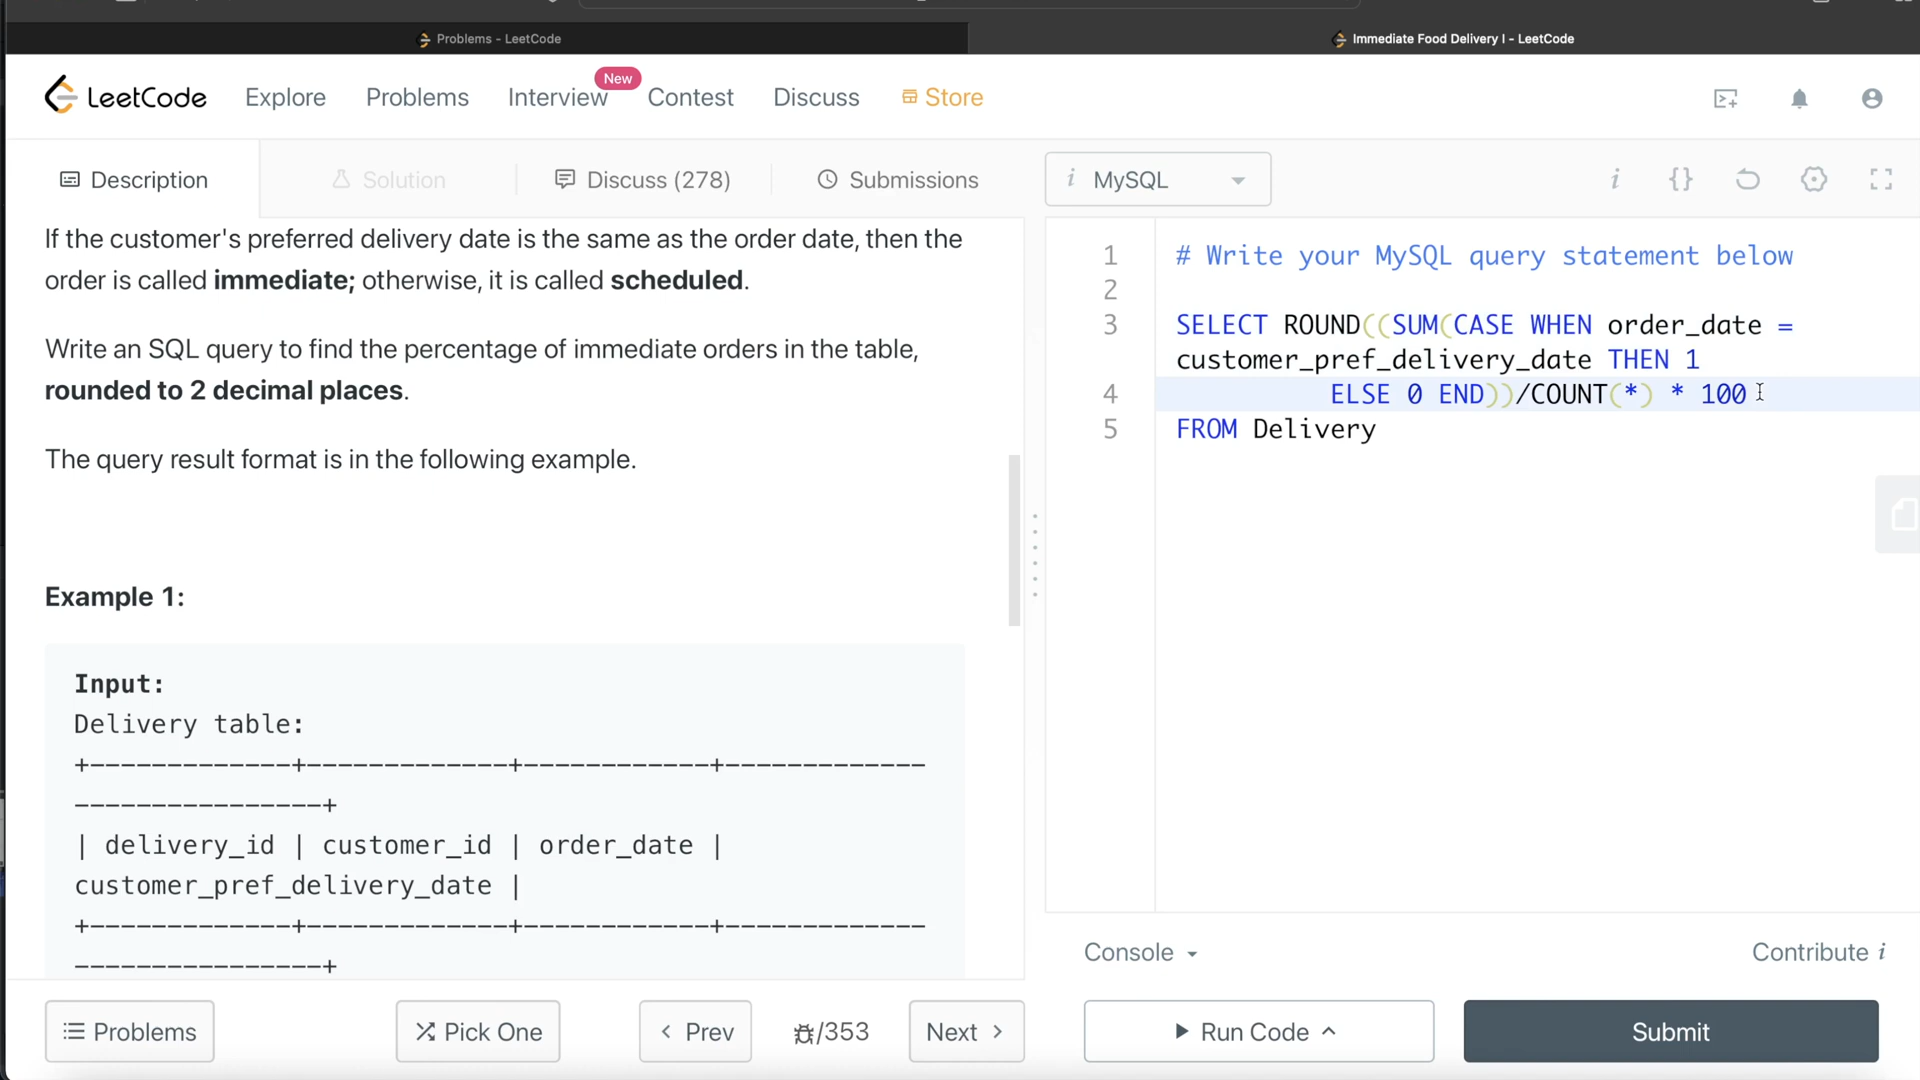 Problems - LeetCode
Immediate Food Delivery I - LeetCode
LeetCode
Explore
Problems
Interview
New
Contest
Discuss
Store
Description
Solution
Discuss (278)
Submissions
i MySQL
i {}
If the customer's preferred delivery date is the same as the order date, then the
order is called immediate; otherwise, it is called scheduled.
Write an SQL query to find the percentage of immediate orders in the table,
rounded to 2 decimal places.
The query result format is in the following example.
Example 1:
Input:
Delivery table:
+-------------+-------------+------------+-------------
----------------+
| delivery_id | customer_id | order_date |
customer_pref_delivery_date |
+-------------+-------------+------------+-------------
----------------+
1 # Write your MySQL query statement below
2
3 SELECT ROUND((SUM(CASE WHEN order_date =
customer_pref_delivery_date THEN 1
4 ELSE 0 END))/COUNT(*) * 100
5 FROM Delivery
Console
Contribute i
Problems
Pick One
Prev
/353
Next
Run Code
Submit